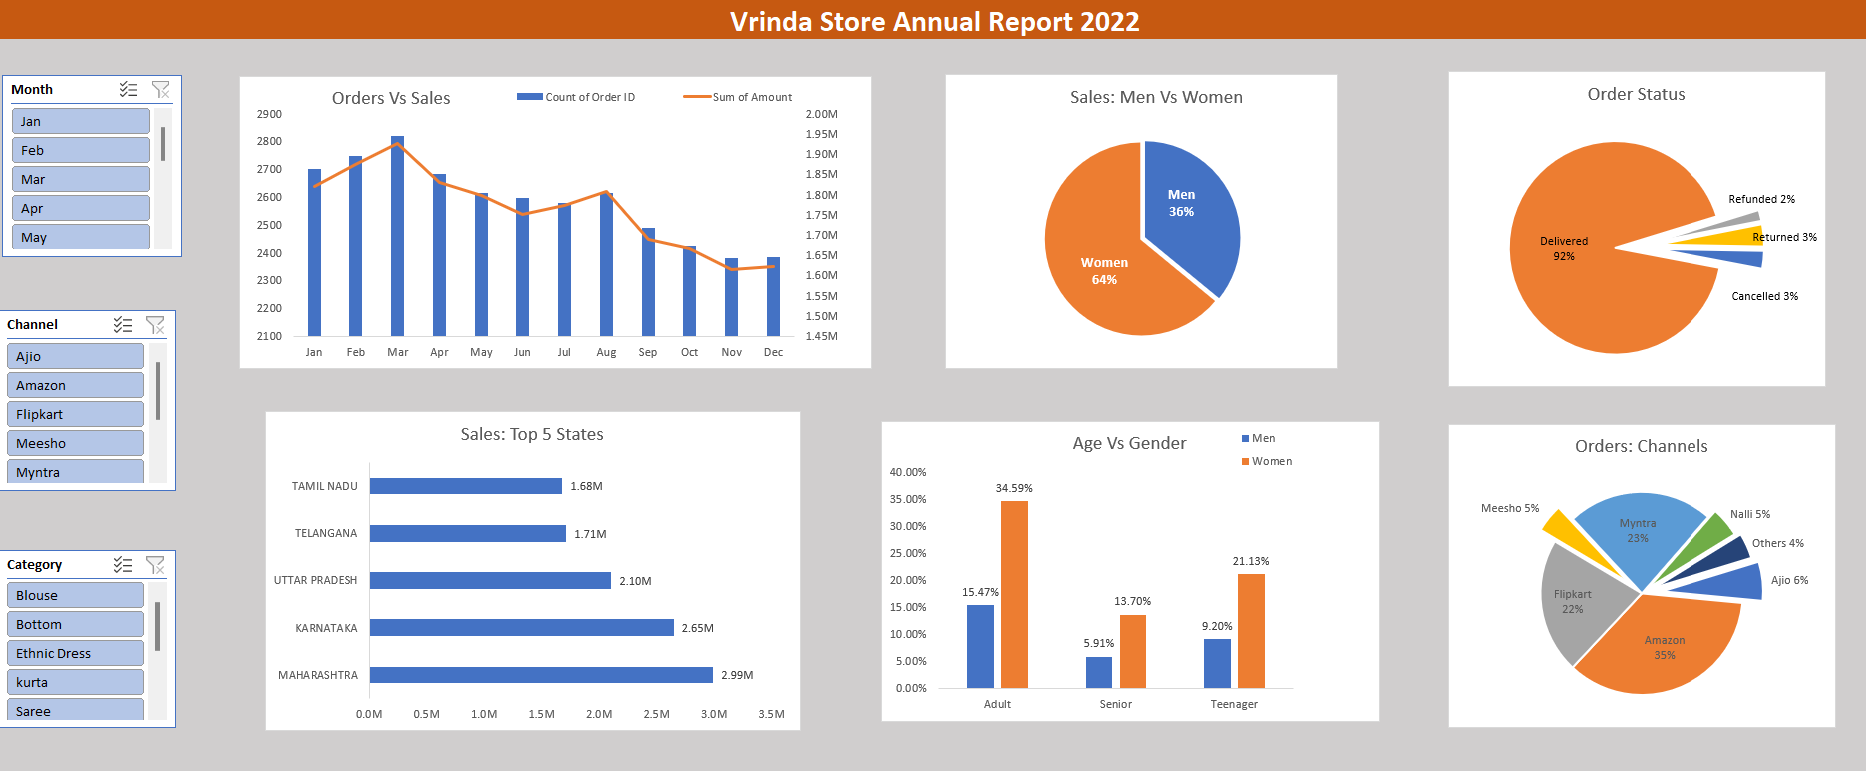 Vrinda Store Annual Report 2022
Month
Jan
Feb
Mar
Apr
May
Channel
Ajio
Amazon
Flipkart
Meesho
Myntra
Category
Blouse
Bottom
Ethnic Dress
kurta
Saree
Orders Vs Sales
Count of Order ID
Sum of Amount
2900
2800
2700
2600
2500
2400
2300
2200
2100
2.00M
1.95M
1.90M
1.85M
1.80M
1.75M
1.70M
1.65M
1.60M
1.55M
1.50M
1.45M
Jan Feb Mar Apr May Jun Jul Aug Sep Oct Nov Dec
Sales: Men Vs Women
Men
36%
Women
64%
Order Status
Refunded 2%
Returned 3%
Delivered
92%
Cancelled 3%
Sales: Top 5 States
TAMIL NADU 1.68M
TELANGANA 1.71M
UTTAR PRADESH 2.10M
KARNATAKA 2.65M
MAHARASHTRA 2.99M
0.0M 0.5M 1.0M 1.5M 2.0M 2.5M 3.0M 3.5M
Age Vs Gender
Men
Women
40.00%
35.00%
30.00%
25.00%
20.00%
15.00%
10.00%
5.00%
0.00%
15.47%
34.59%
5.91%
13.70%
9.20%
21.13%
Adult Senior Teenager
Orders: Channels
Meesho 5%
Myntra
23%
Nalli 5%
Others 4%
Ajio 6%
Flipkart
22%
Amazon
35%